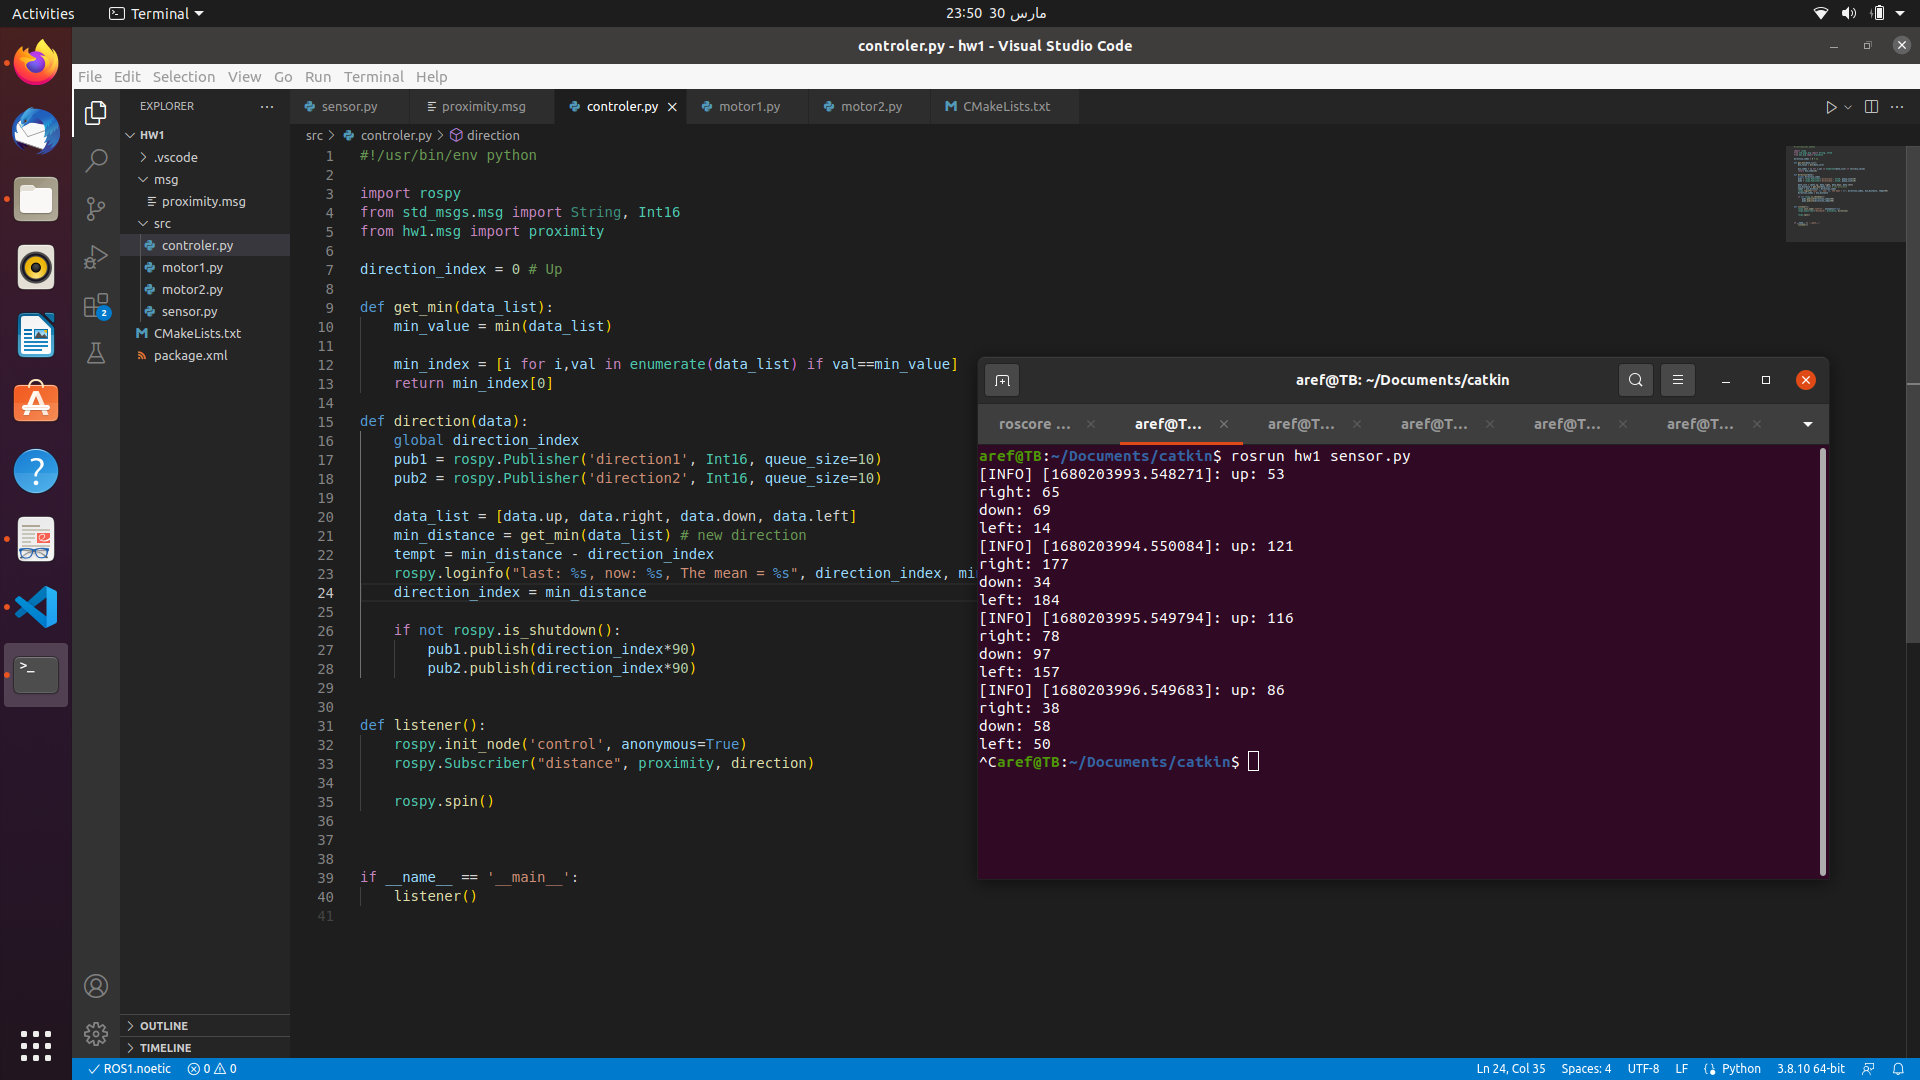 Activities
Terminal
23:50 30 مارس
controler.py - hw1 - Visual Studio Code
File Edit Selection View Go Run Terminal Help
EXPLORER
HW1
.vscode
msg
proximity.msg
src
controler.py
motor1.py
motor2.py
sensor.py
CMakeLists.txt
package.xml
OUTLINE
TIMELINE
2
sensor.py
proximity.msg
controler.py
motor1.py
motor2.py
CMakeLists.txt
src > controler.py > direction
1 #!/usr/bin/env python
2
3 import rospy
4 from std_msgs.msg import String, Int16
5 from hw1.msg import proximity
6
7 direction_index = 0 # Up
8
9 def get_min(data_list):
10 min_value = min(data_list)
11
12 min_index = [i for i,val in enumerate(data_list) if val==min_value]
13 return min_index[0]
14
15 def direction(data):
16 global direction_index
17 pub1 = rospy.Publisher('direction1', Int16, queue_size=10)
18 pub2 = rospy.Publisher('direction2', Int16, queue_size=10)
19
20 data_list = [data.up, data.right, data.down, data.left]
21 min_distance = get_min(data_list) # new direction
22 tempt = min_distance - direction_index
23 rospy.loginfo("last: %s, now: %s, The mean = %s", direction_index,
24 direction_index = min_distance
25
26 if not rospy.is_shutdown():
27 pub1.publish(direction_index*90)
28 pub2.publish(direction_index*90)
29
30
31 def listener():
32 rospy.init_node('control', anonymous=True)
33 rospy.Subscriber("distance", proximity, direction)
34
35 rospy.spin()
36
37
38
39 if __name__ == '__main__':
40 listener()
41
aref@TB: ~/Documents/catkin
roscore ...
aref@T...
aref@T...
aref@T...
aref@T...
aref@T...
aref@TB:~/Documents/catkin$ rosrun hw1 sensor.py
[INFO] [1680203993.548271]: up: 53
right: 65
down: 69
left: 14
[INFO] [1680203994.550084]: up: 121
right: 177
down: 34
left: 184
[INFO] [1680203995.549794]: up: 116
right: 78
down: 97
left: 157
[INFO] [1680203996.549683]: up: 86
right: 38
down: 58
left: 50
^Caref@TB:~/Documents/catkin$
ROS1.noetic 0 0
Ln 24, Col 35 Spaces: 4 UTF-8 LF Python 3.8.10 64-bit